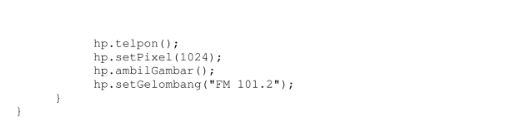 hp.telpon();
hp.setPixel(1024);
hp.ambilGambar();
hp.setGelombang("FM 101.2");
}
}